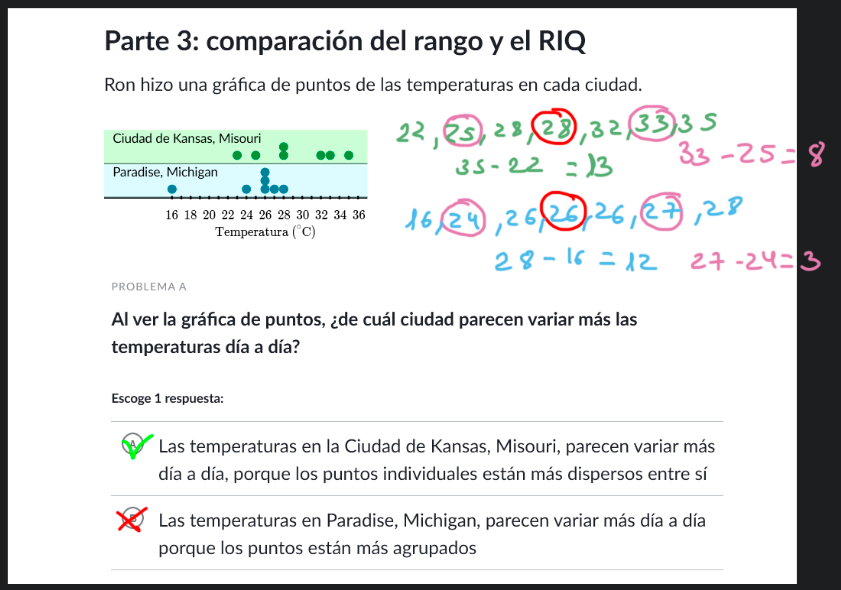 Parte 3: comparación del rango y el RIQ
Ron hizo una gráfica de puntos de las temperaturas en cada ciudad.
Ciudad de Kansas, Misouri
Paradise, Michigan
16 18 20 22 24 26 28 30 32 34 36
Temperatura (°C)
22, 25, 28, 28, 32, 33, 35
35-22 = 13
33 - 25 = 8
16, 24, 26, 26, 26, 27, 28
28 - 16 = 12
27 - 24 = 3
PROBLEMA A
Al ver la gráfica de puntos, ¿de cuál ciudad parecen variar más las
temperaturas día a día?
Escoge 1 respuesta:
A
Las temperaturas en la Ciudad de Kansas, Misouri, parecen variar más
día a día, porque los puntos individuales están más dispersos entre sí
B
Las temperaturas en Paradise, Michigan, parecen variar más día a día
porque los puntos están más agrupados